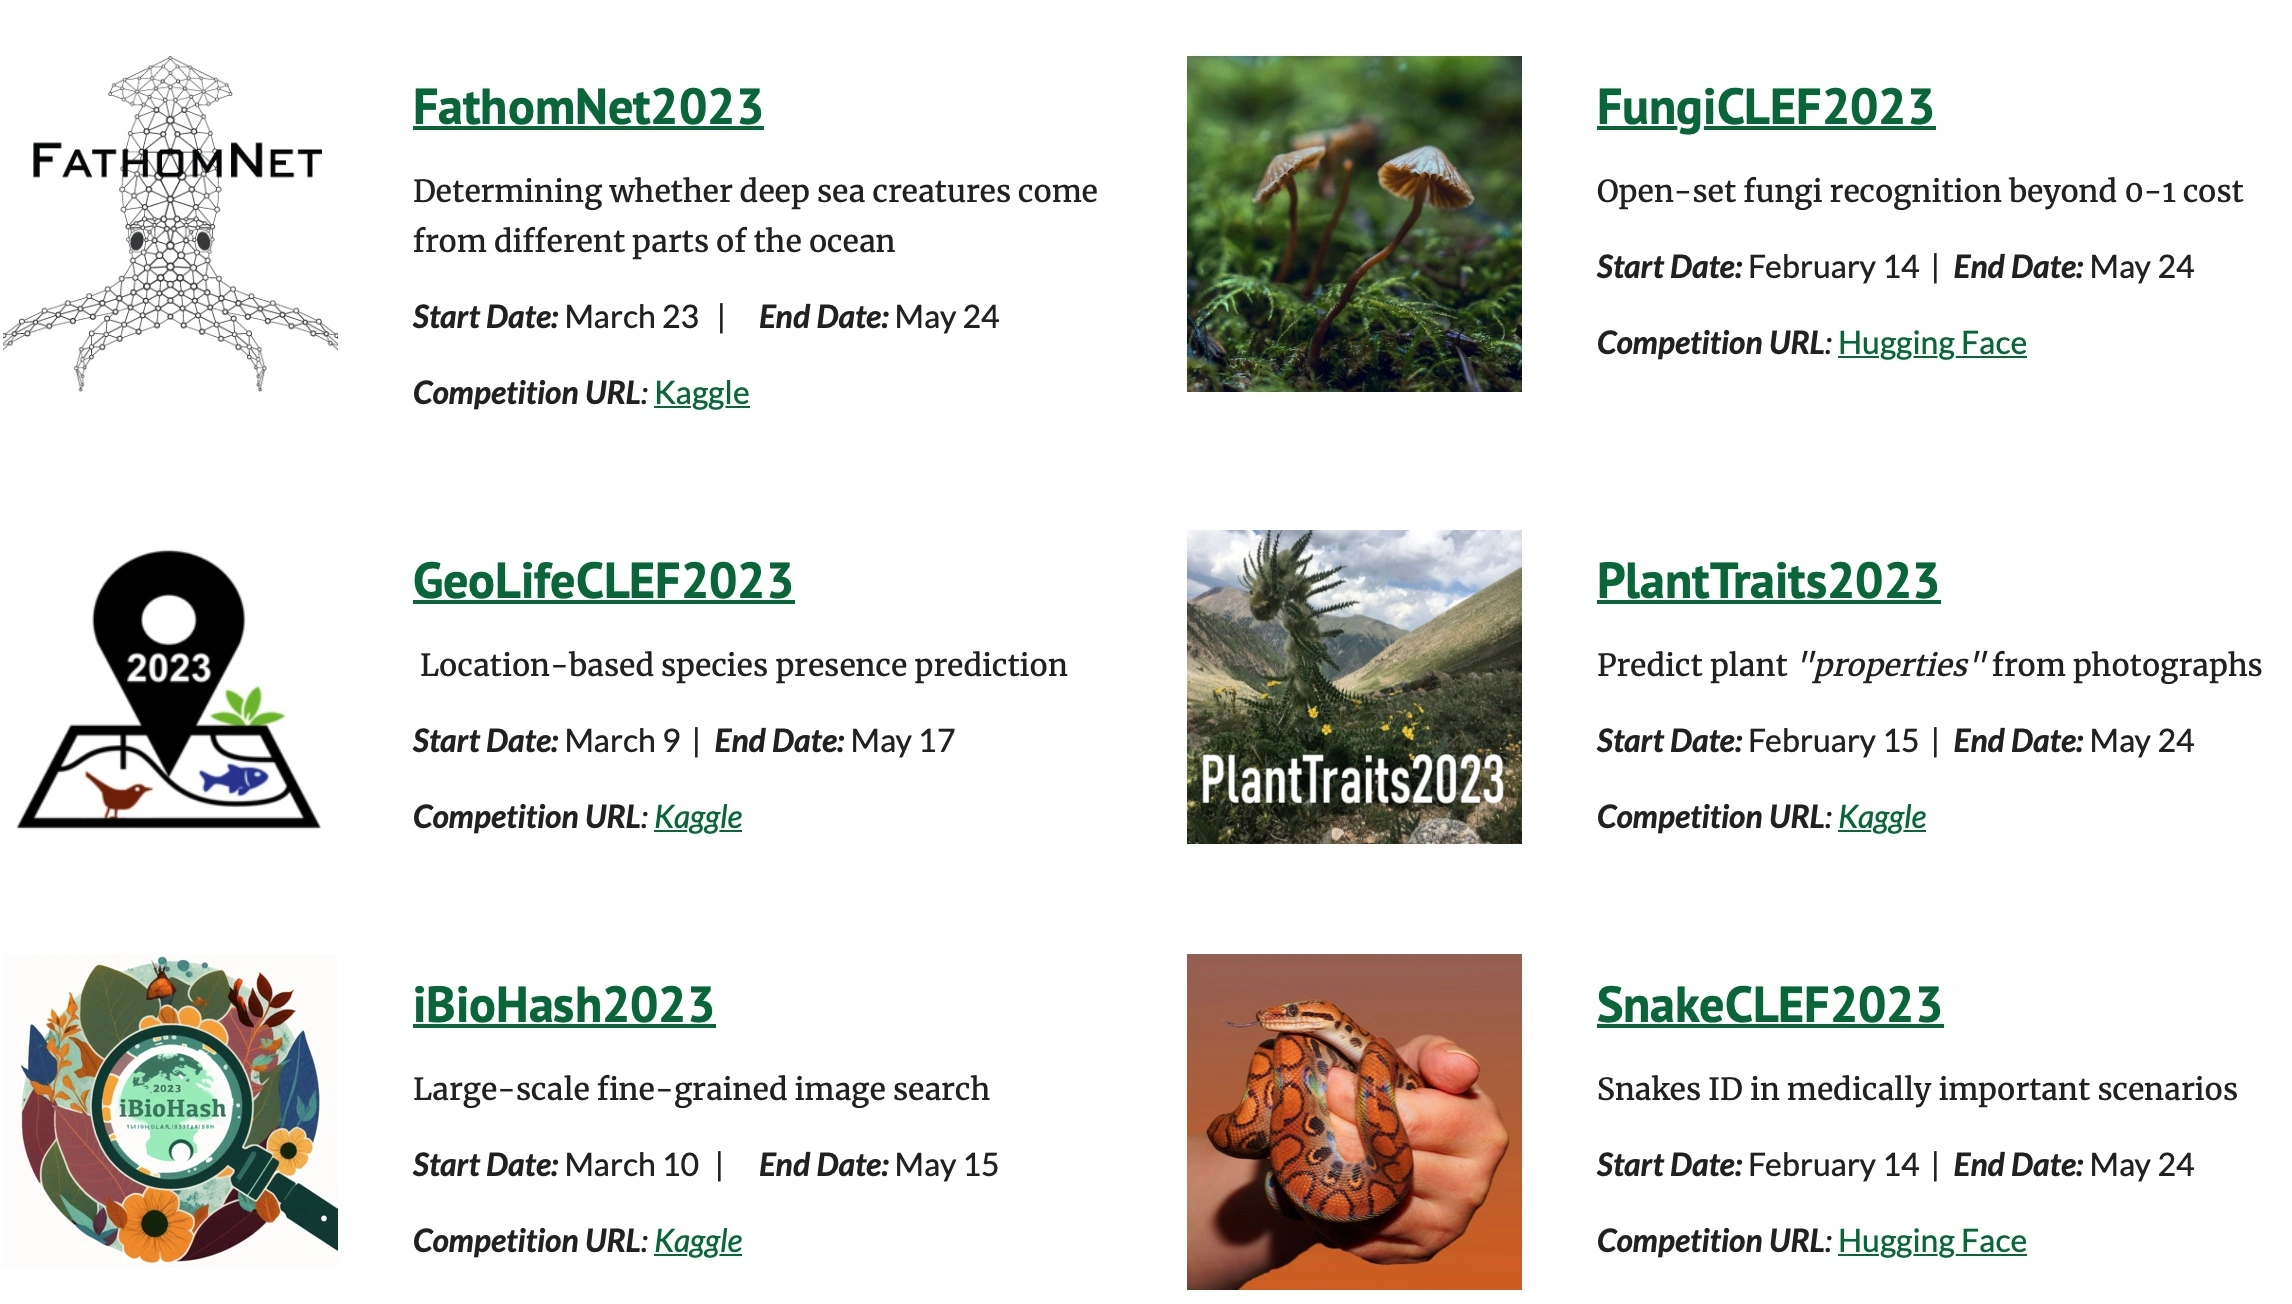 FATHOMNET
FathomNet2023
Determining whether deep sea creatures come
from different parts of the ocean
Start Date: March 23 | End Date: May 24
Competition URL: Kaggle
FungiCLEF2023
Open-set fungi recognition beyond 0-1 cost
Start Date: February 14 | End Date: May 24
Competition URL: Hugging Face
2023
GeoLifeCLEF2023
Location-based species presence prediction
Start Date: March 9 | End Date: May 17
Competition URL: Kaggle
PlantTraits2023
PlantTraits2023
Predict plant "properties" from photographs
Start Date: February 15 | End Date: May 24
Competition URL: Kaggle
2023
iBioHash
iBioHash2023
Large-scale fine-grained image search
Start Date: March 10 | End Date: May 15
Competition URL: Kaggle
SnakeCLEF2023
Snakes ID in medically important scenarios
Start Date: February 14 | End Date: May 24
Competition URL: Hugging Face